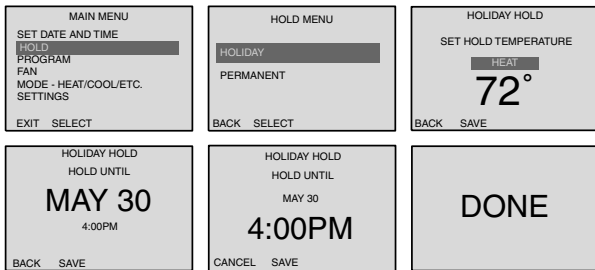 MAIN MENU
SET DATE AND TIME
HOLD
PROGRAM
FAN
MODE - HEAT/COOL/ETC.
SETTINGS
EXIT SELECT
HOLD MENU
HOLIDAY
PERMANENT
BACK SELECT
HOLIDAY HOLD
SET HOLD TEMPERATURE
HEAT
72°
BACK SAVE
HOLIDAY HOLD
HOLD UNTIL
MAY 30
4:00PM
BACK SAVE
HOLIDAY HOLD
HOLD UNTIL
MAY 30
4:00PM
CANCEL SAVE
DONE